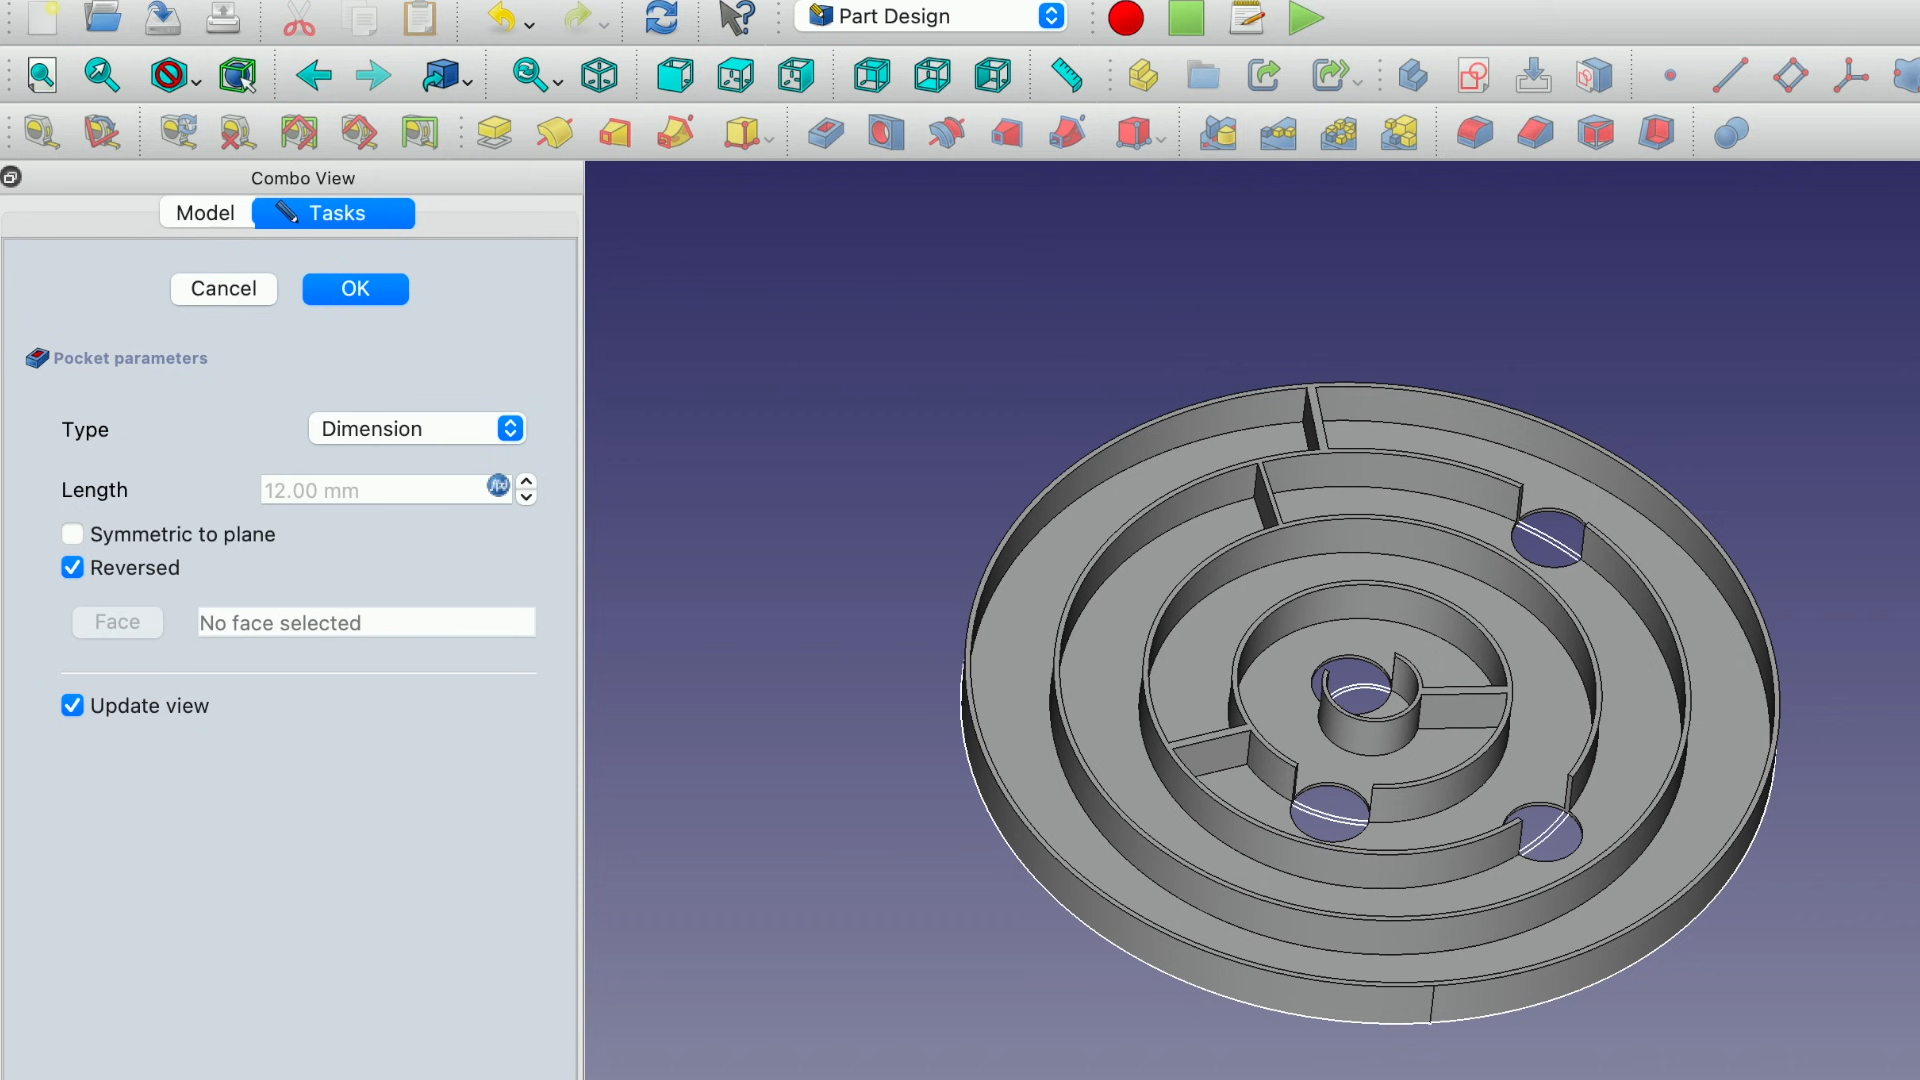 Part Design
Combo View
Model
Tasks
Cancel
OK
Pocket parameters
Type
Dimension
Length
12.00 mm
f(x)
Symmetric to plane
Reversed
Face
No face selected
Update view